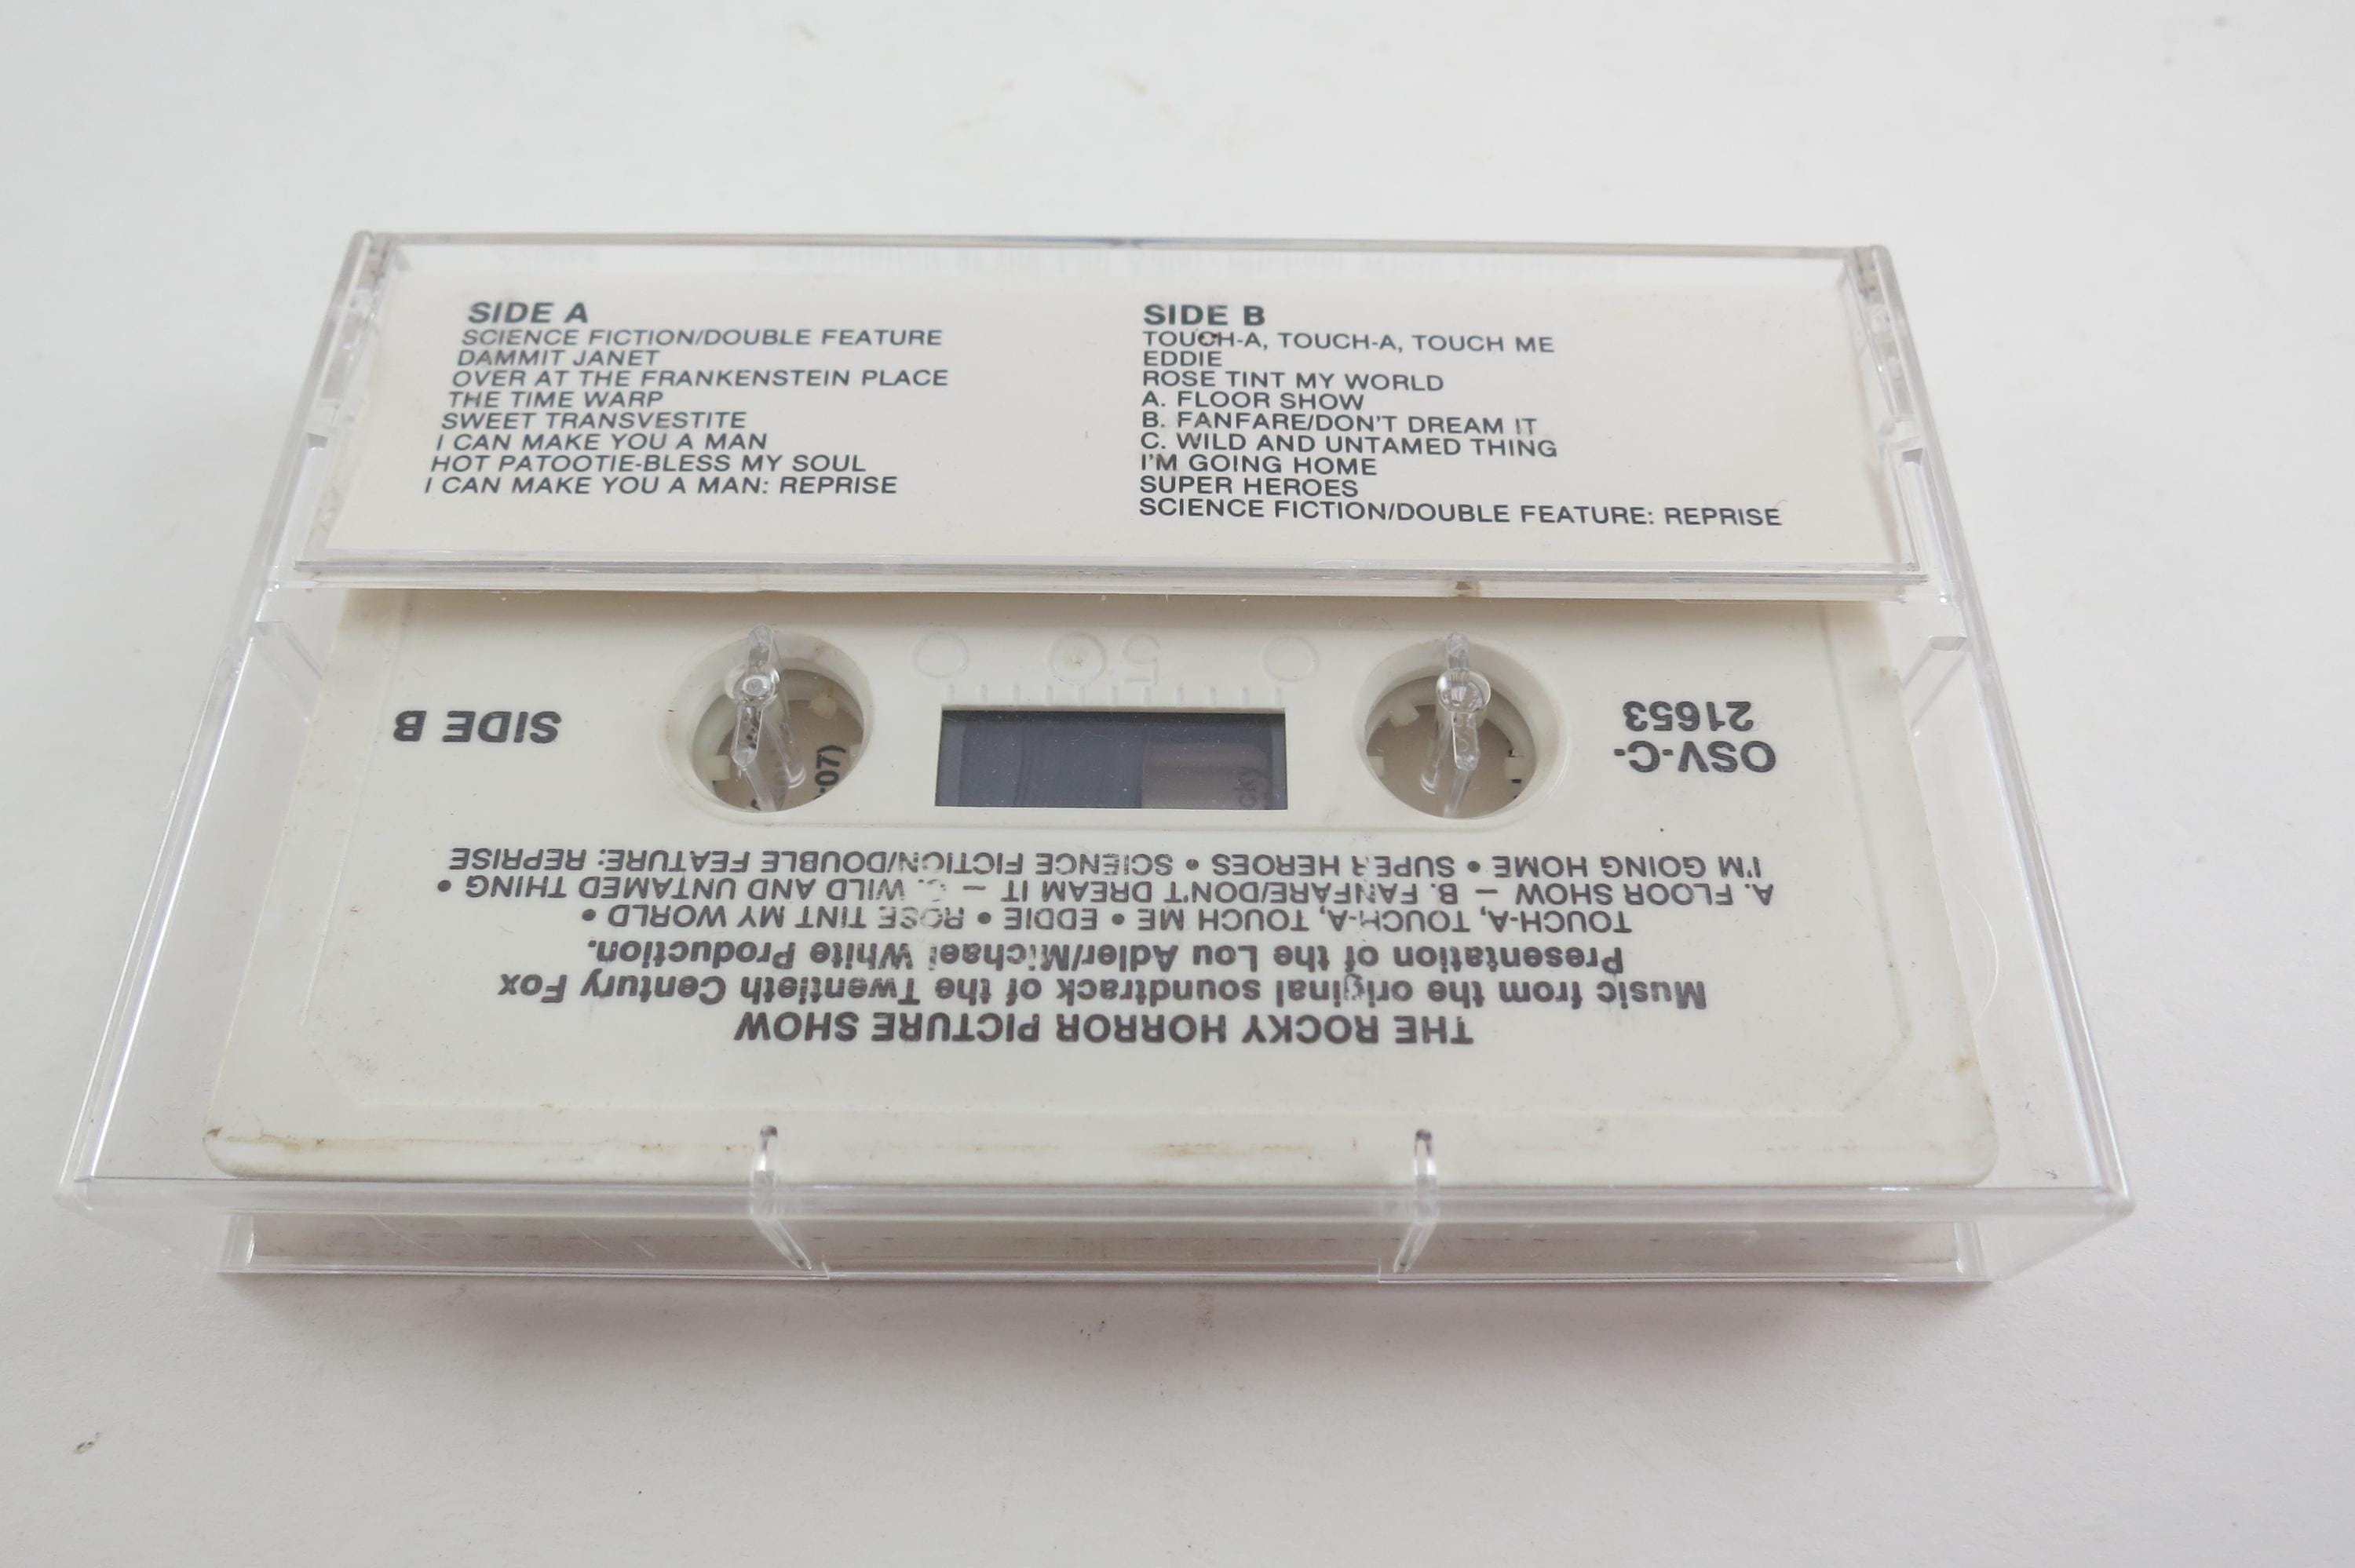 SIDE A
SCIENCE FICTION/DOUBLE FEATURE
DAMMIT JANET
OVER AT THE FRANKENSTEIN PLACE
THE TIME WARP
SWEET TRANSVESTITE
I CAN MAKE YOU A MAN
HOT PATOOTIE-BLESS MY SOUL
I CAN MAKE YOU A MAN: REPRISE
SIDE B
TOUCH-A, TOUCH-A, TOUCH ME
EDDIE
ROSE TINT MY WORLD
A. FLOOR SHOW
B. FANFARE/DON'T DREAM IT
C. WILD AND UNTAMED THING
I'M GOING HOME
SUPER HEROES
SCIENCE FICTION/DOUBLE FEATURE: REPRISE
THE ROCKY HORROR PICTURE SHOW
Music from the original soundtrack of the Twentieth Century Fox
Presentation of the Lou Adler/Michael White Production.
TOUCH-A, TOUCH-A, TOUCH ME • EDDIE • ROSE TINT MY WORLD •
A. FLOOR SHOW — B. FANFARE/DON'T DREAM IT — C. WILD AND UNTAMED THING •
I'M GOING HOME • SUPER HEROES • SCIENCE FICTION/DOUBLE FEATURE: REPRISE
OSV-C-
21653
SIDE B
0 50
:07)
cky